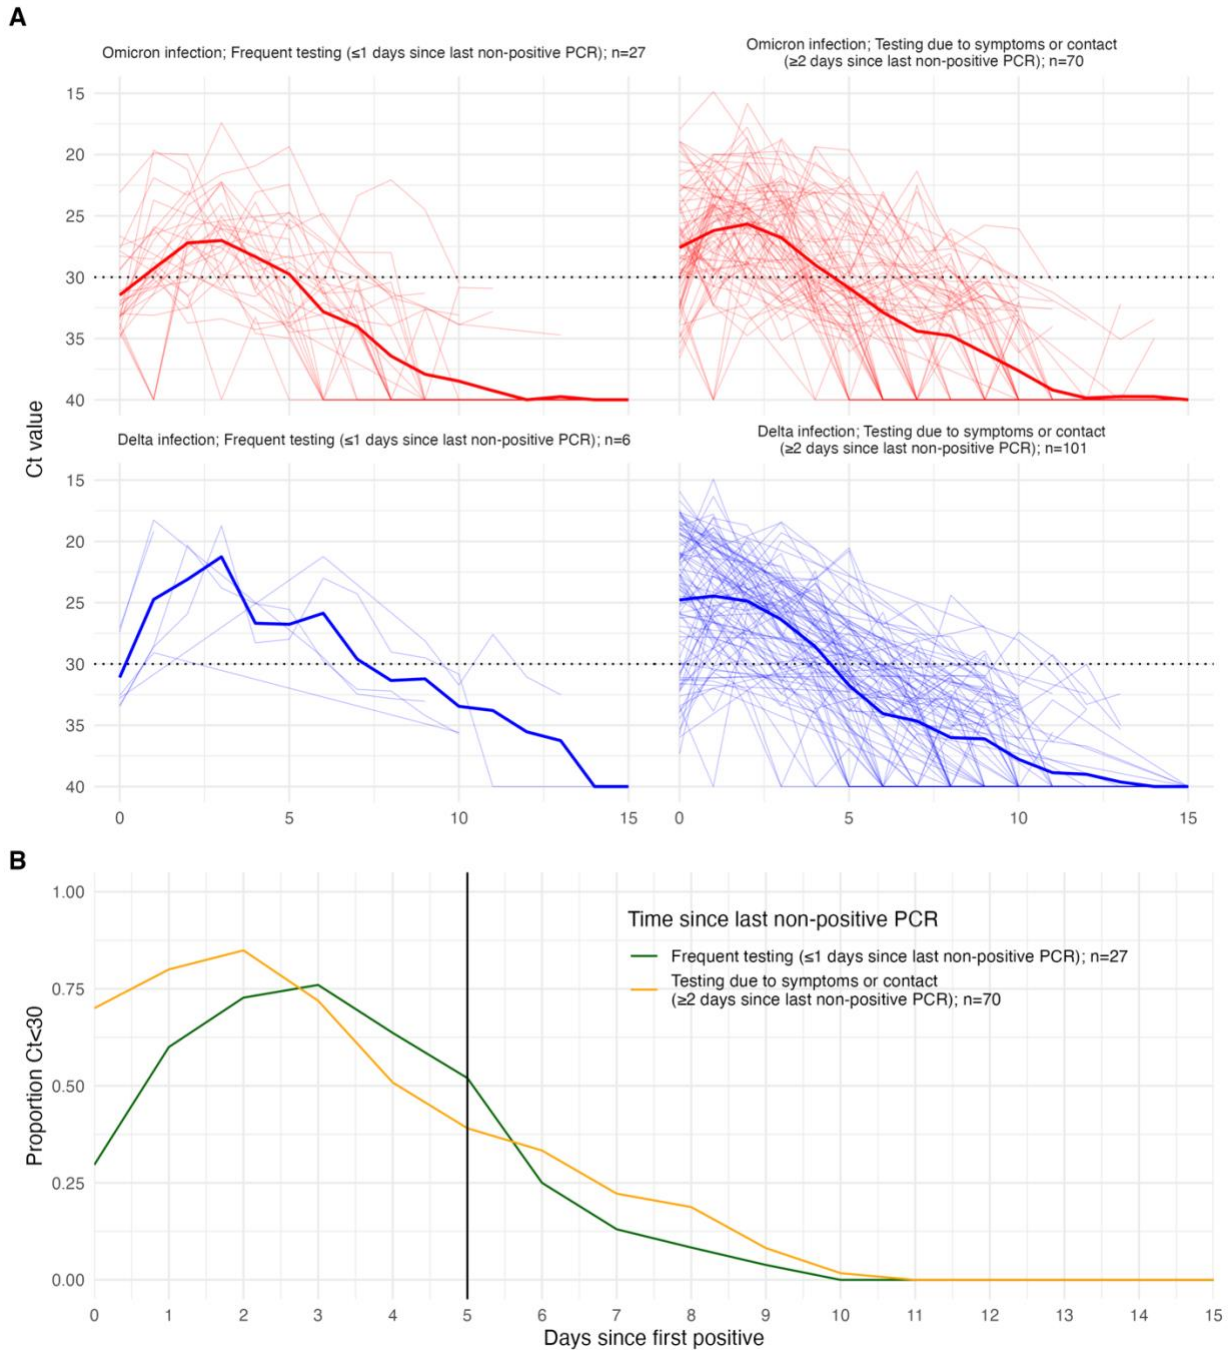 A
Omicron infection; Frequent testing (≤1 days since last non-positive PCR); n=27
Omicron infection; Testing due to symptoms or contact
(≥2 days since last non-positive PCR); n=70
15
20
25
30
35
40
Ct value
Delta infection; Frequent testing (≤1 days since last non-positive PCR); n=6
Delta infection; Testing due to symptoms or contact
(≥2 days since last non-positive PCR); n=101
15
20
25
30
35
40
0 5 10 15
0 5 10 15
B
1.00
0.75
0.50
0.25
0.00
Proportion Ct<30
Time since last non-positive PCR
Frequent testing (≤1 days since last non-positive PCR); n=27
Testing due to symptoms or contact
(≥2 days since last non-positive PCR); n=70
0 1 2 3 4 5 6 7 8 9 10 11 12 13 14 15
Days since first positive